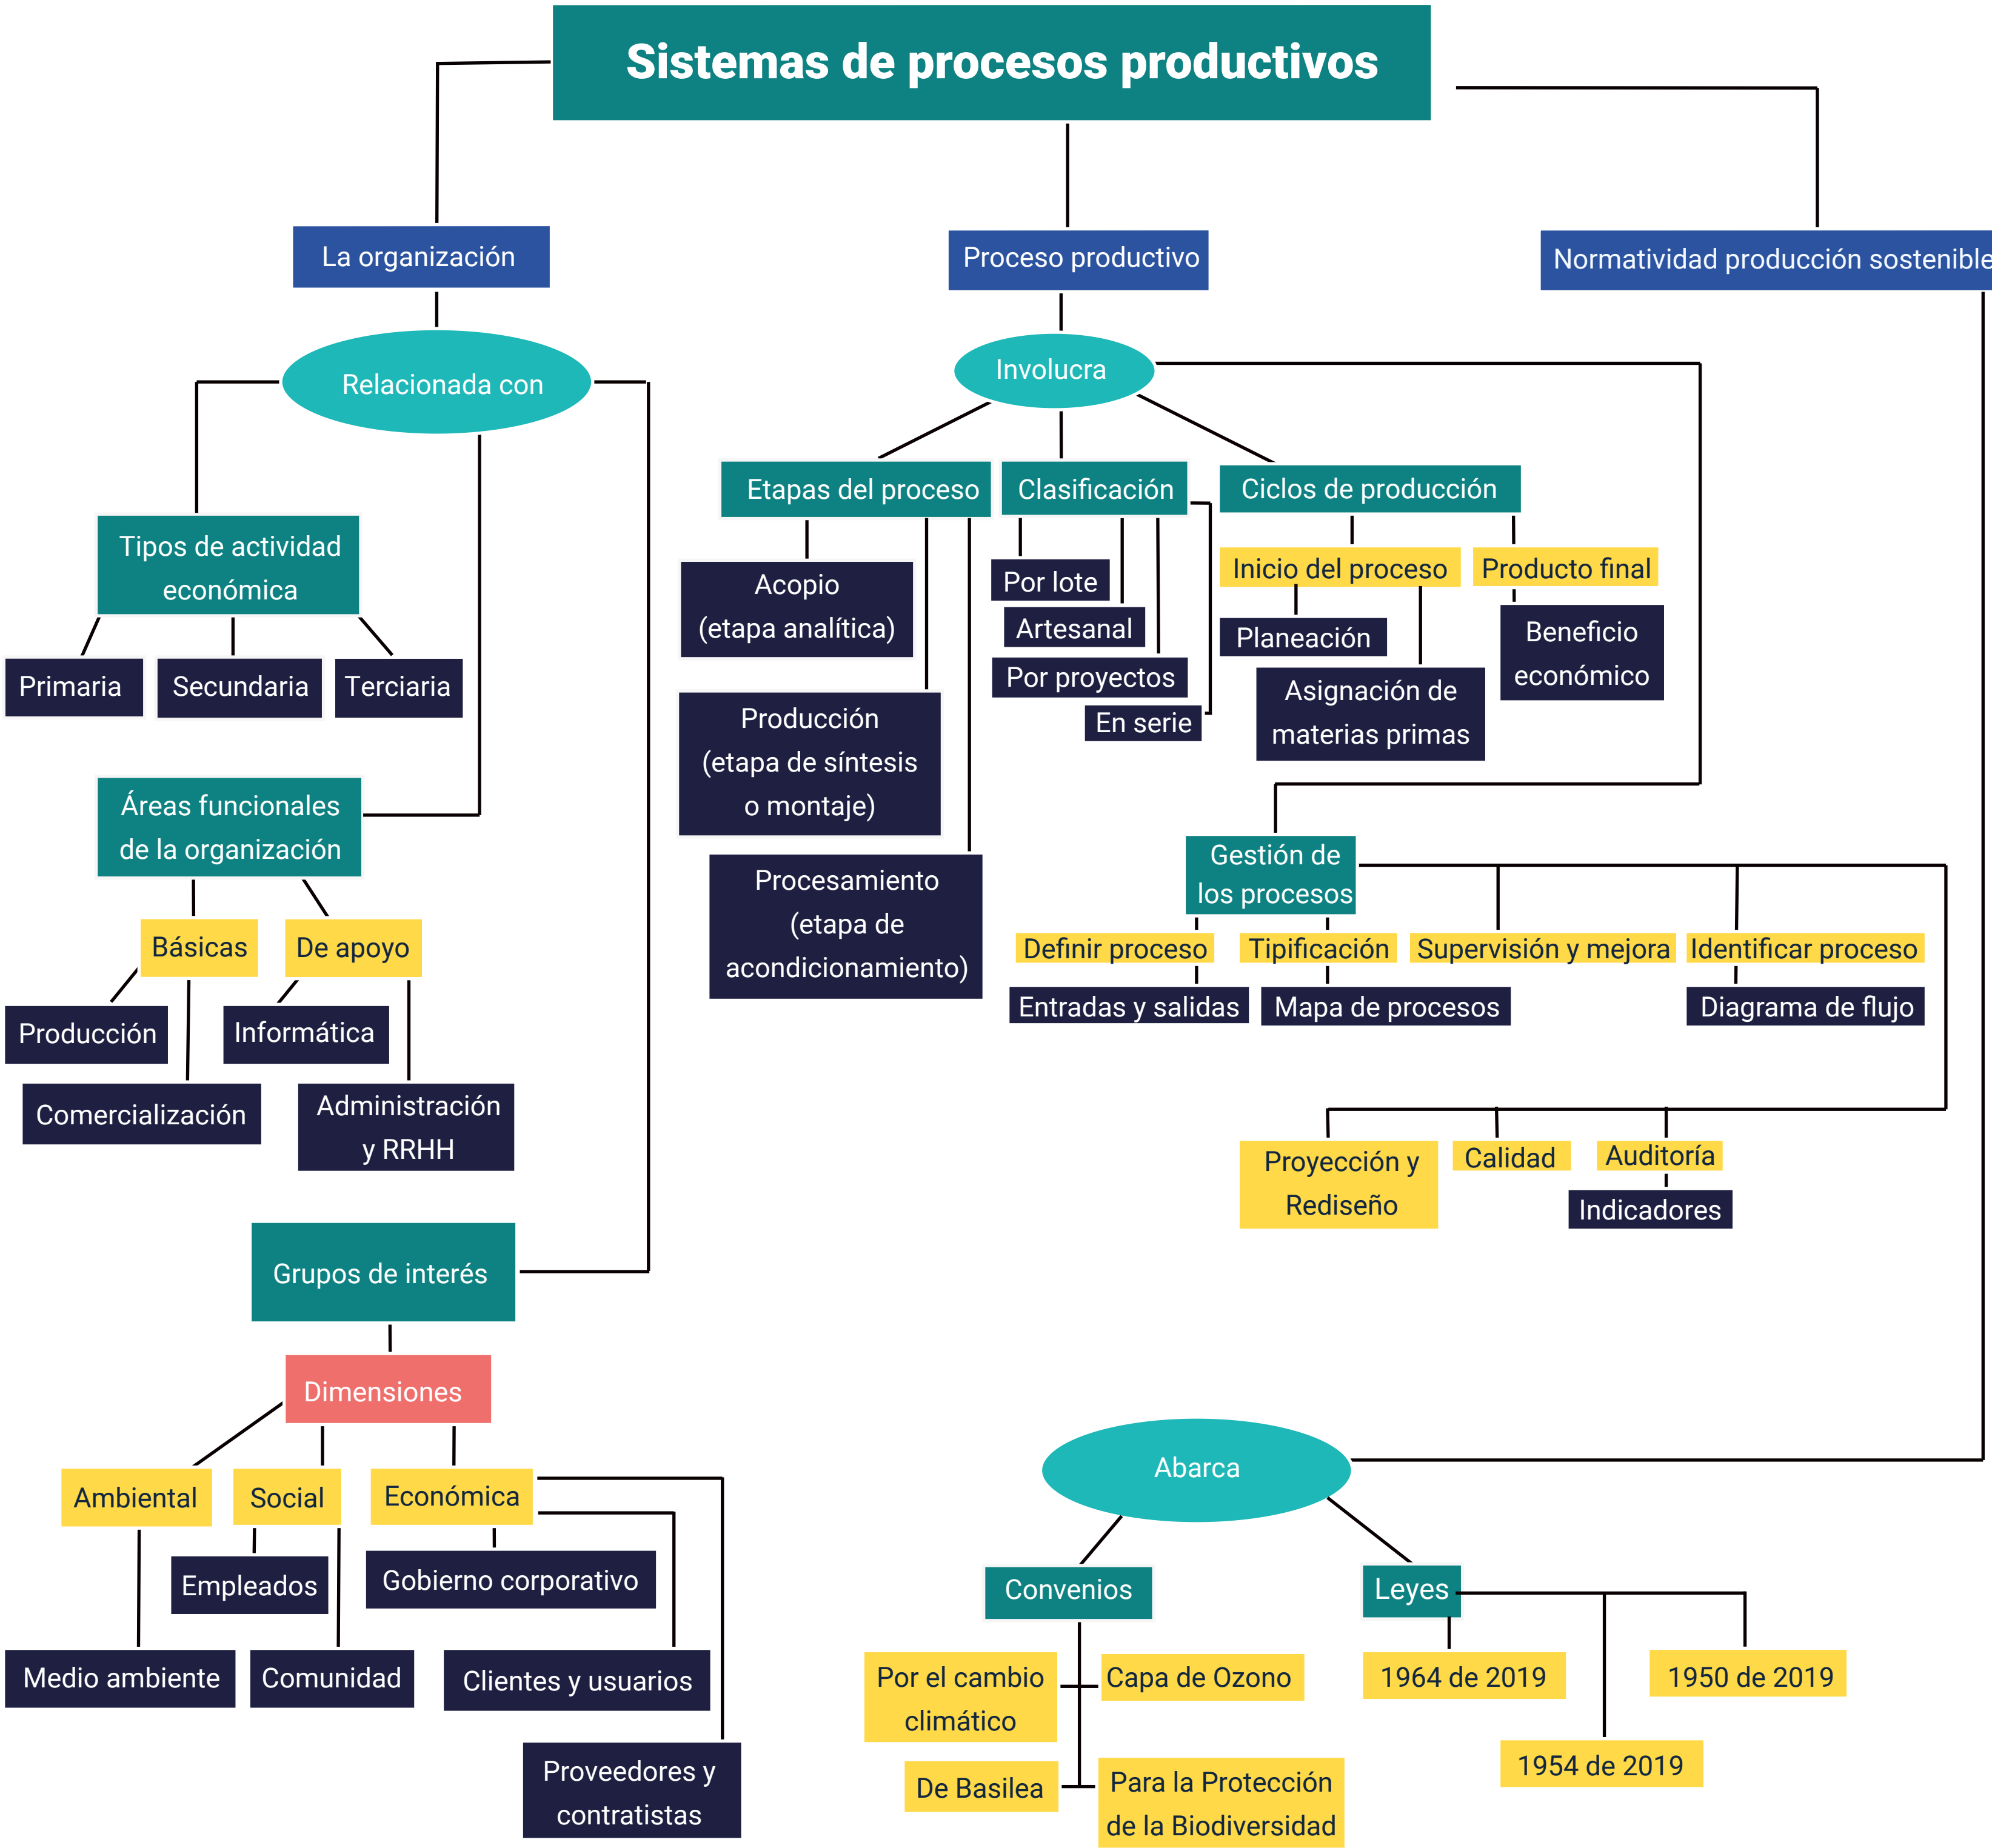 Sistemas de procesos productivos
La organización
Proceso productivo
Normatividad producción sostenible
Relacionada con
Involucra
Tipos de actividad
económica
Primaria
Secundaria
Terciaria
Áreas funcionales
de la organización
Básicas
De apoyo
Producción
Informática
Comercialización
Administración
y RRHH
Grupos de interés
Dimensiones
Ambiental
Social
Económica
Empleados
Gobierno corporativo
Medio ambiente
Comunidad
Clientes y usuarios
Proveedores y
contratistas
Etapas del proceso
Clasificación
Ciclos de producción
Acopio
(etapa analítica)
Producción
(etapa de síntesis
o montaje)
Procesamiento
(etapa de
acondicionamiento)
Por lote
Artesanal
Por proyectos
En serie
Inicio del proceso
Producto final
Planeación
Asignación de
materias primas
Beneficio
económico
Gestión de
los procesos
Definir proceso
Tipificación
Supervisión y mejora
Identificar proceso
Entradas y salidas
Mapa de procesos
Diagrama de flujo
Proyección y
Rediseño
Calidad
Auditoría
Indicadores
Abarca
Convenios
Leyes
Por el cambio
climático
Capa de Ozono
De Basilea
Para la Protección
de la Biodiversidad
1964 de 2019
1950 de 2019
1954 de 2019